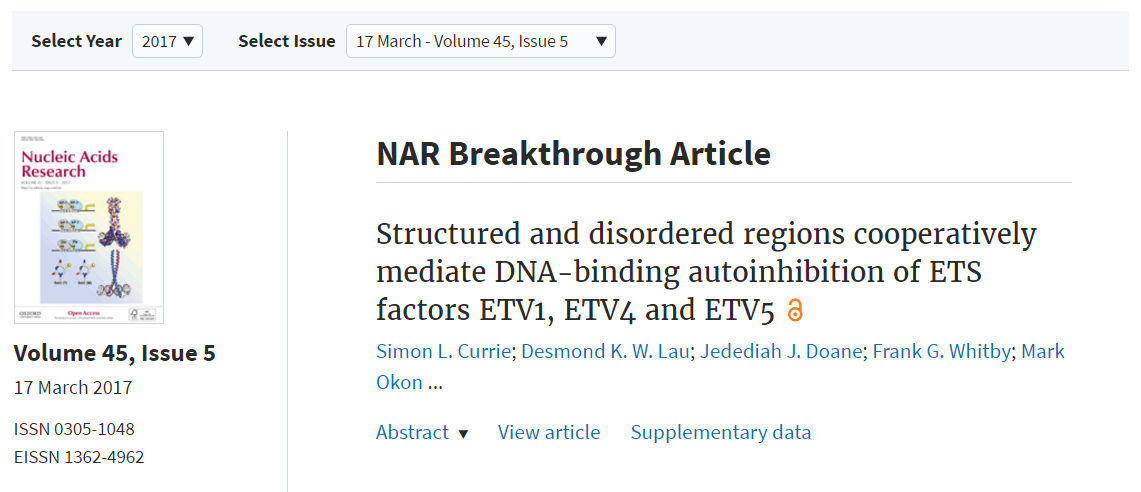 Select Year 2017 ▼ Select Issue 17 March - Volume 45, Issue 5 ▼
Nucleic Acids
Research
Open Access
OXFORD
Volume 45, Issue 5
17 March 2017
ISSN 0305-1048
EISSN 1362-4962
NAR Breakthrough Article
Structured and disordered regions cooperatively
mediate DNA-binding autoinhibition of ETS
factors ETV1, ETV4 and ETV5
Simon L. Currie; Desmond K. W. Lau; Jedediah J. Doane; Frank G. Whitby; Mark
Okon ...
Abstract ▼ View article Supplementary data